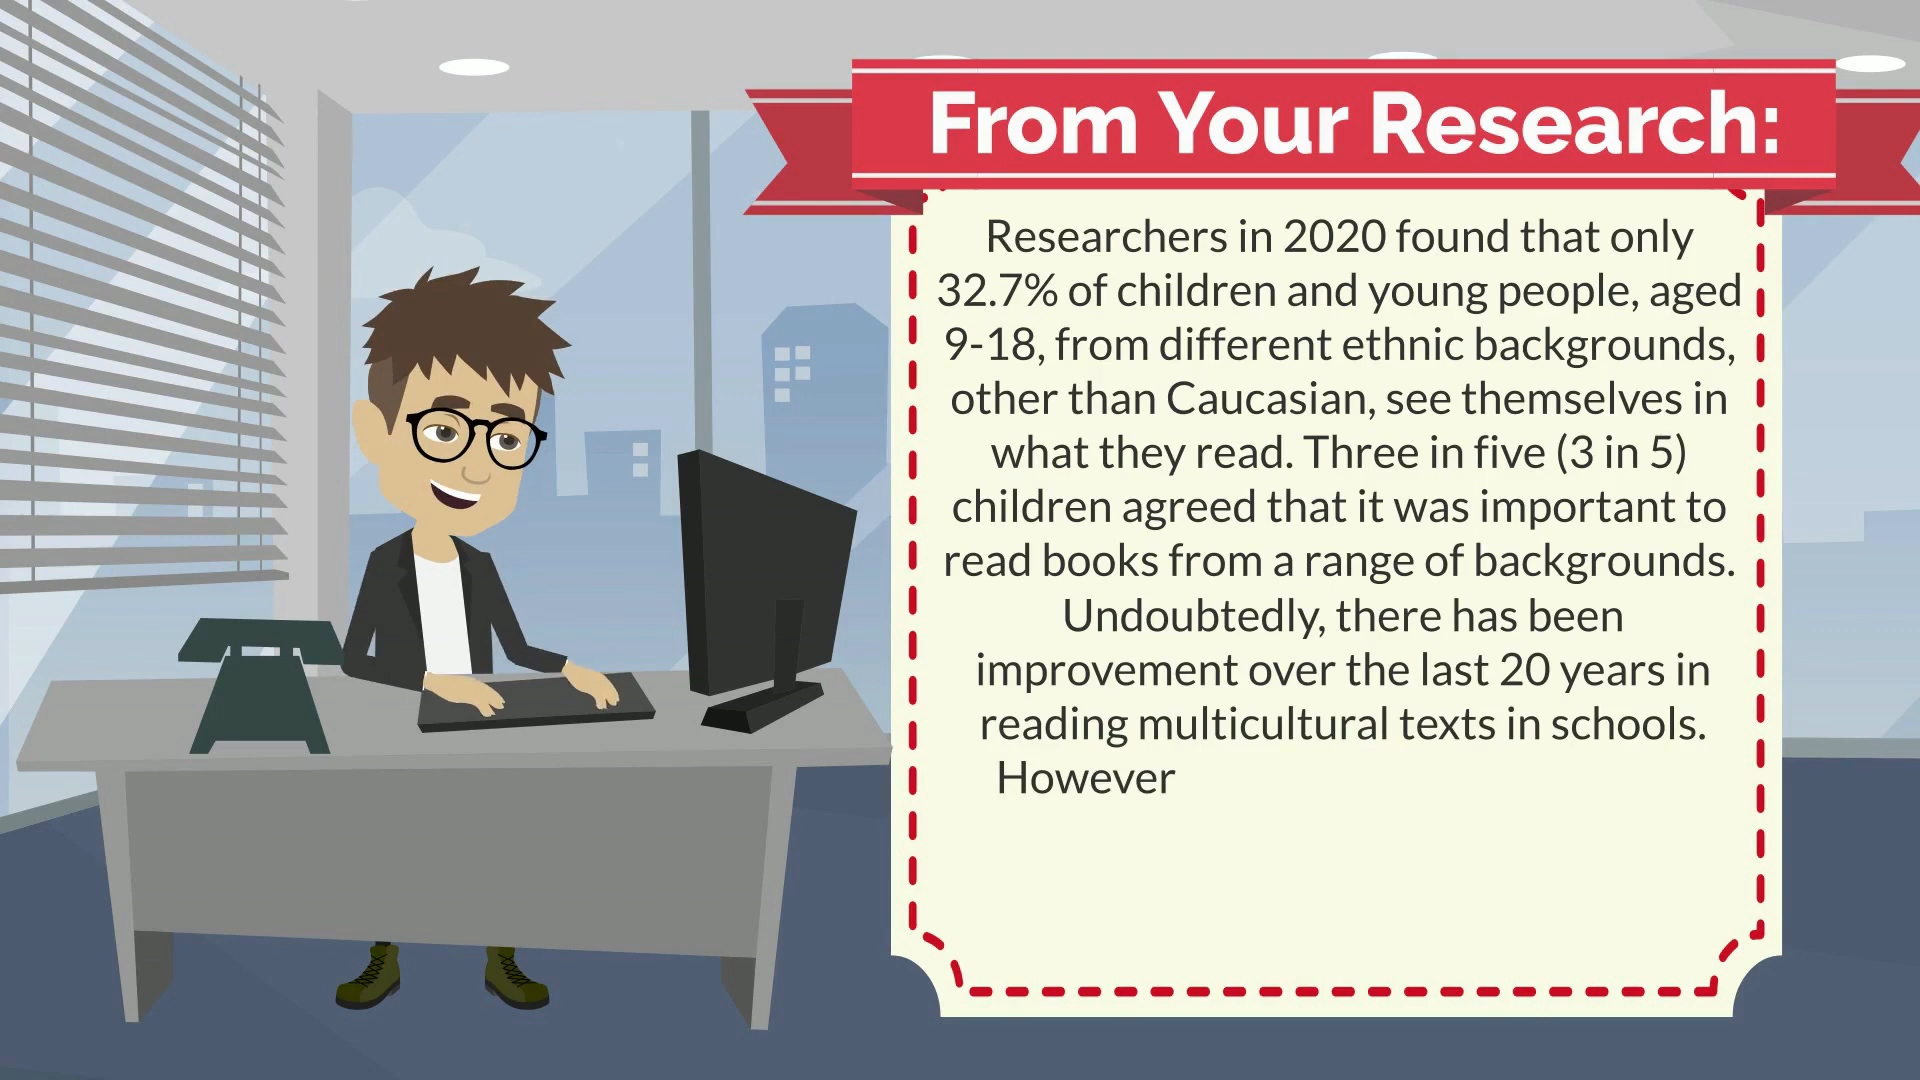 From Your Research:
Researchers in 2020 found that only
32.7% of children and young people, aged
9-18, from different ethnic backgrounds,
other than Caucasian, see themselves in
what they read. Three in five (3 in 5)
children agreed that it was important to
read books from a range of backgrounds.
Undoubtedly, there has been
improvement over the last 20 years in
reading multicultural texts in schools.
However